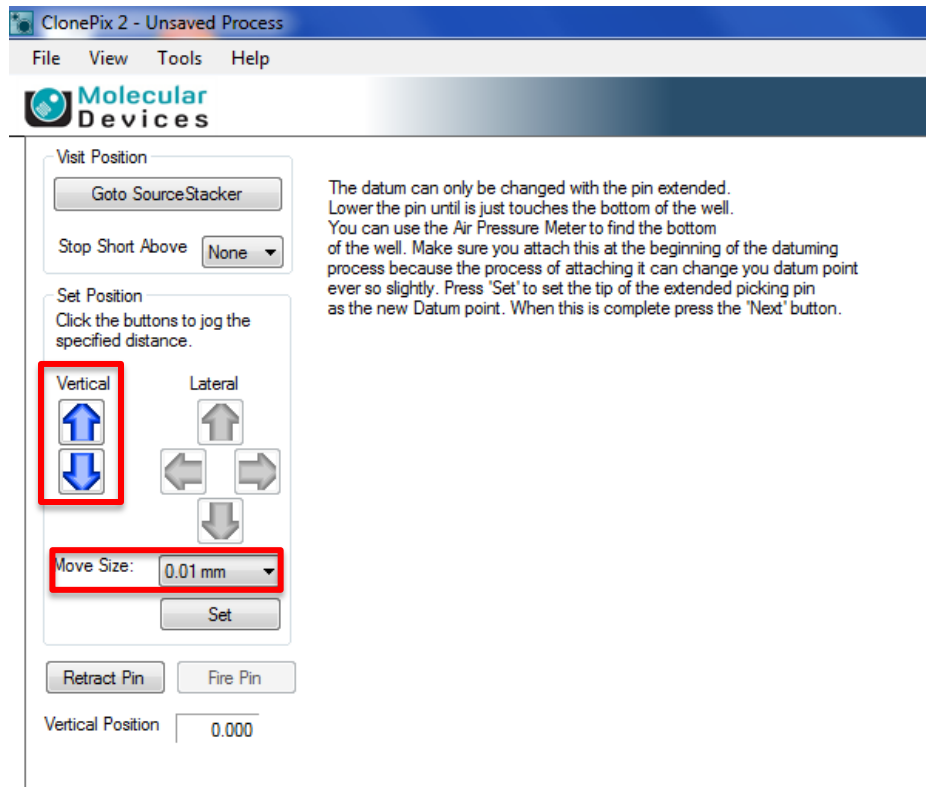 ClonePix 2 - Unsaved Process
File View Tools Help
Molecular
Devices
Visit Position
Goto SourceStacker
Stop Short Above None
Set Position
Click the buttons to jog the
specified distance.
Vertical Lateral
Move Size: 0.01 mm
Set
Retract Pin Fire Pin
Vertical Position 0.000
The datum can only be changed with the pin extended.
Lower the pin until is just touches the bottom of the well.
You can use the Air Pressure Meter to find the bottom
of the well. Make sure you attach this at the beginning of the datuming
process because the process of attaching it can change you datum point
ever so slightly. Press 'Set' to set the tip of the extended picking pin
as the new Datum point. When this is complete press the 'Next' button.